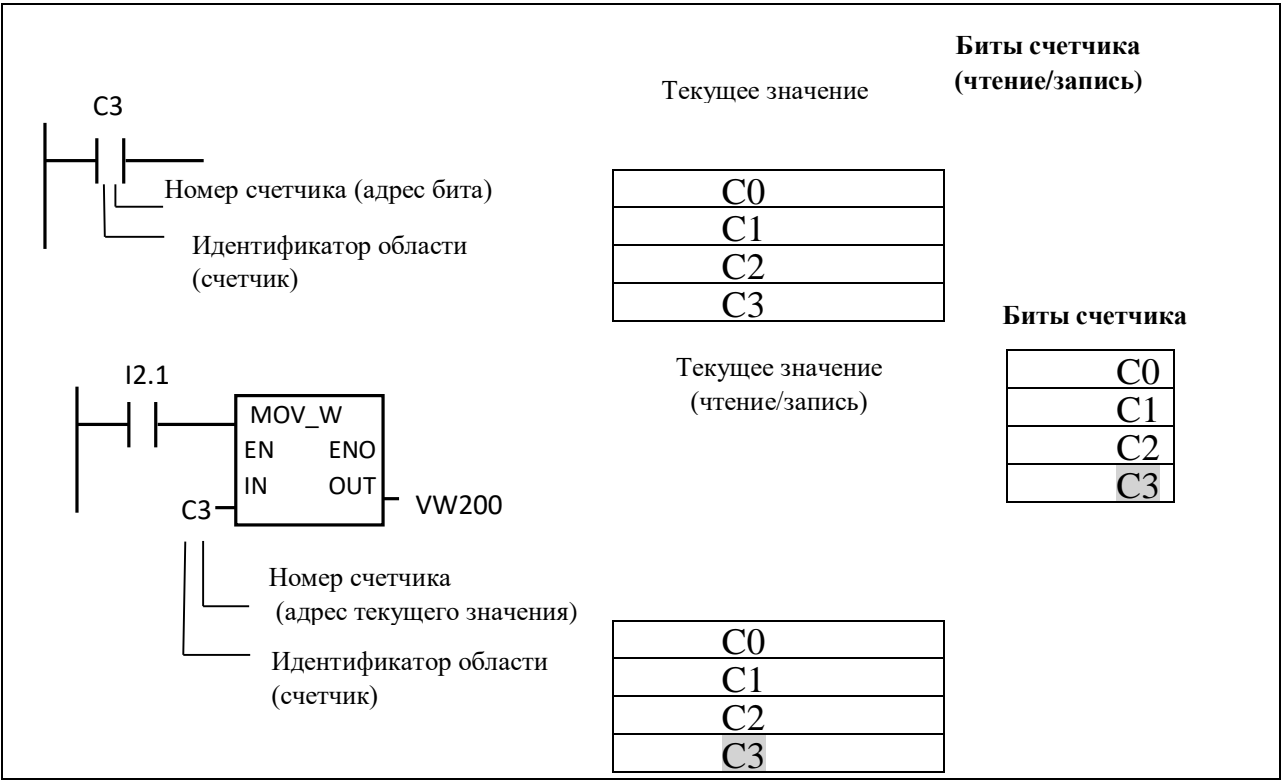 Биты счетчика
(чтение/запись)
Текущее значение
C3
Номер счетчика (адрес бита)
Идентификатор области
(счетчик)
C0
C1
C2
C3
Биты счетчика
Текущее значение
(чтение/запись)
C0
C1
C2
C3
I2.1
MOV_W
EN ENO
IN OUT
C3
VW200
Номер счетчика
(адрес текущего значения)
Идентификатор области
(счетчик)
C0
C1
C2
C3